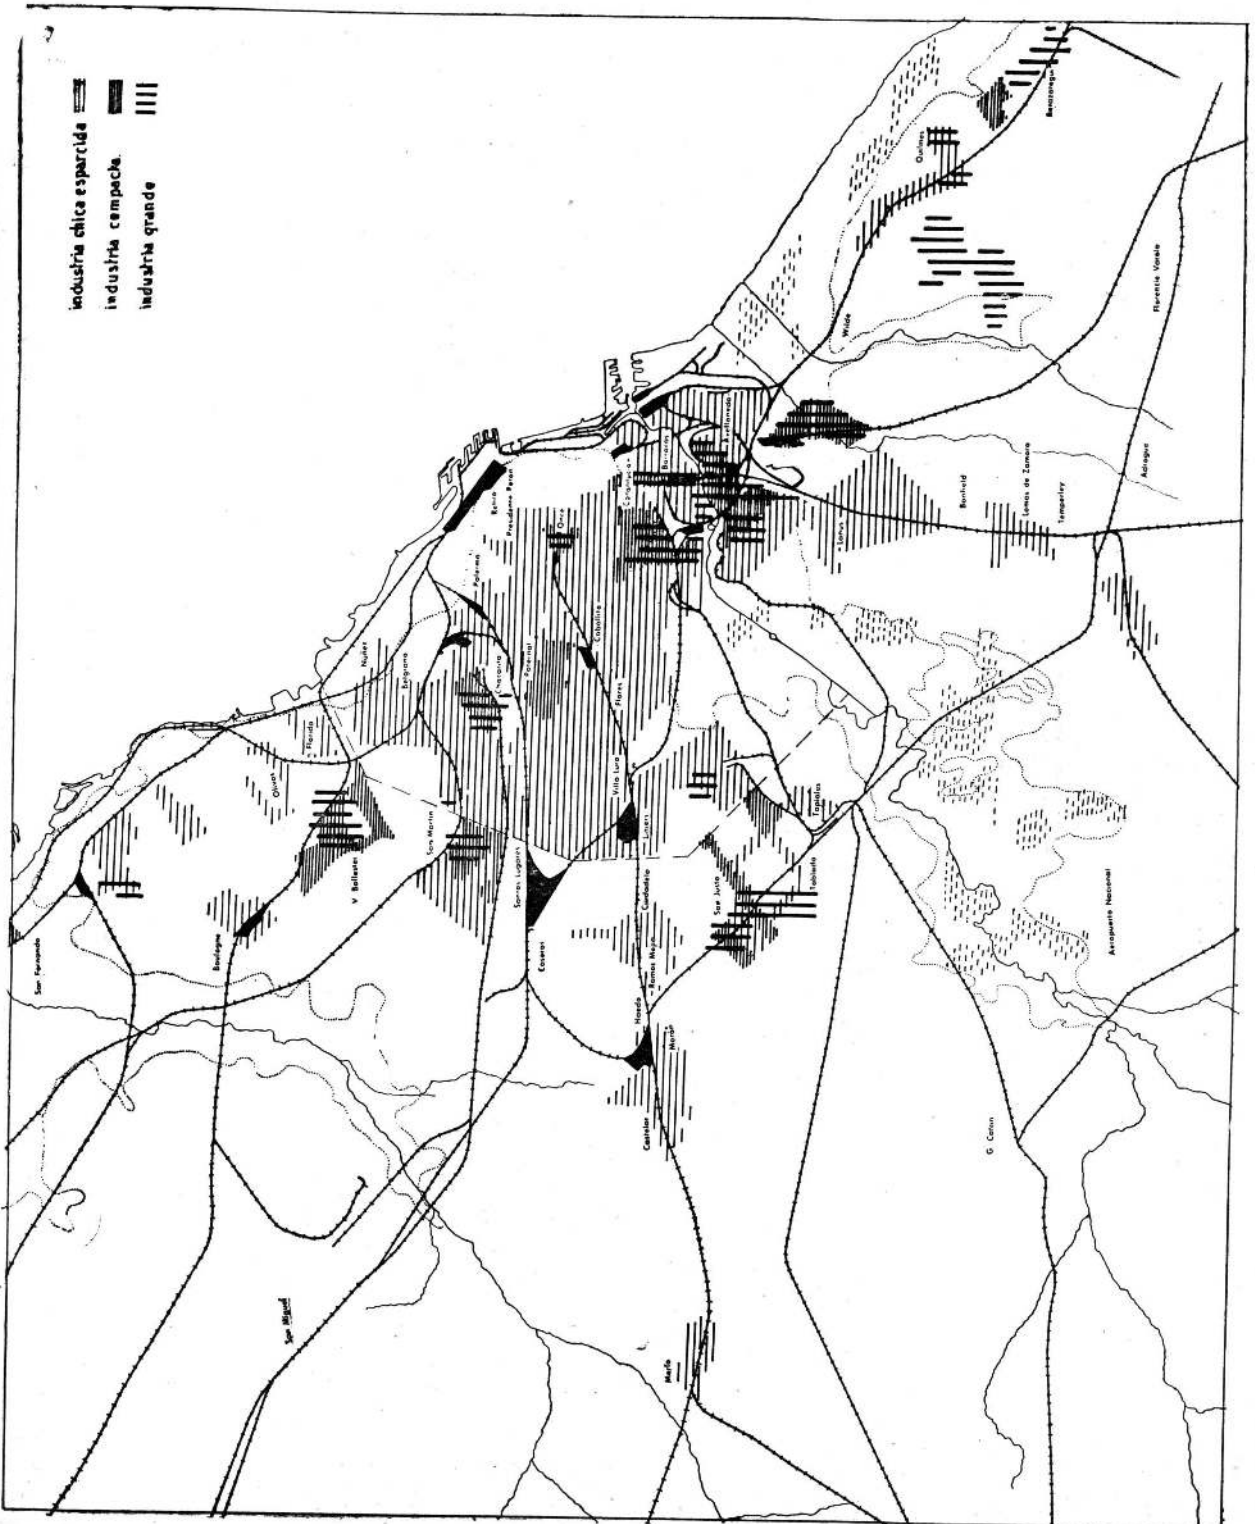 industria chica esparcida
industria compacta
industria grande
San Fernando
Boulogne
V. Ballester
Olivos
Florida
Nuñez
Belgrano
San Martin
Santos Lugares
Caseros
Chacarita
Paternal
Palermo
Retiro
Presidente Peron
Once
Caballito
Flores
Villa Luro
Liniers
Ciudadela
Ramos Mejia
Haedo
Moron
Castelar
Merlo
San Miguel
San Justo
Tablada
Tapiales
Barracas
Avellaneda
Lanus
Banfield
Lomas de Zamora
Temperley
Adrogue
Wilde
Quilmes
Berazategui
Florencio Varela
Aeropuerto Nacional
G. Catan